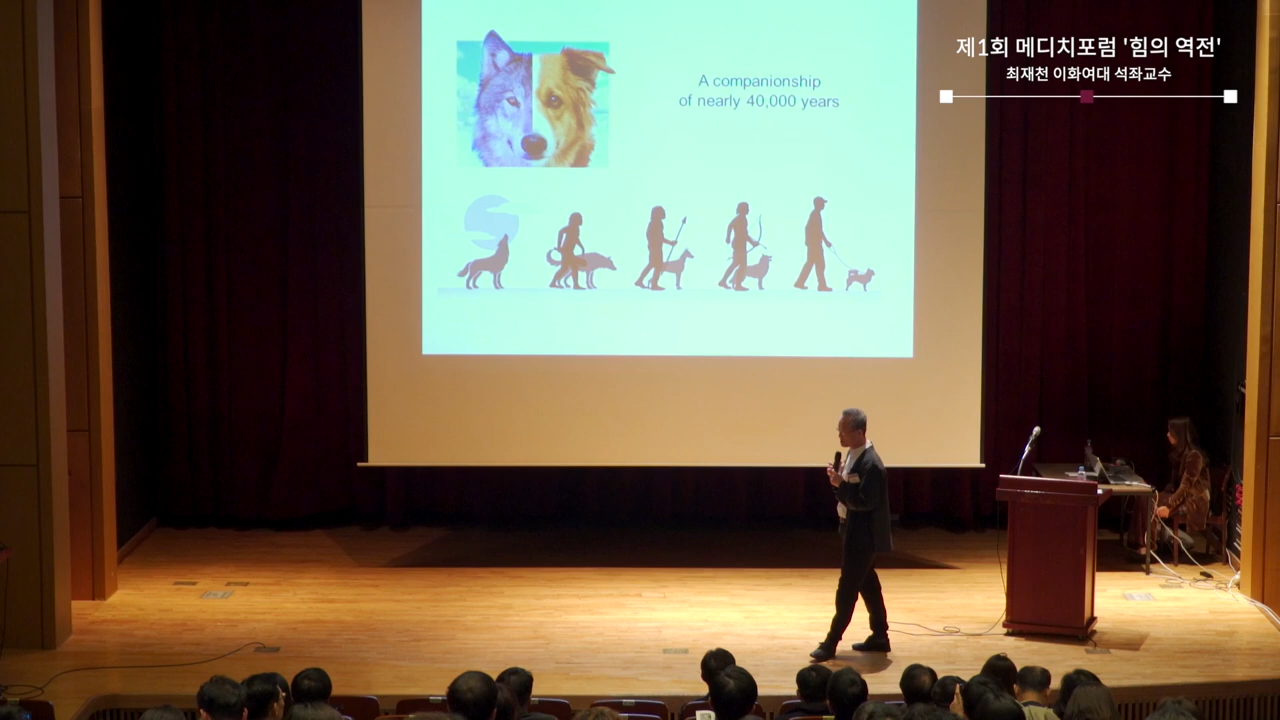 제1회 메디치포럼 '힘의 역전'
최재천 이화여대 석좌교수
A companionship
of nearly 40,000 years